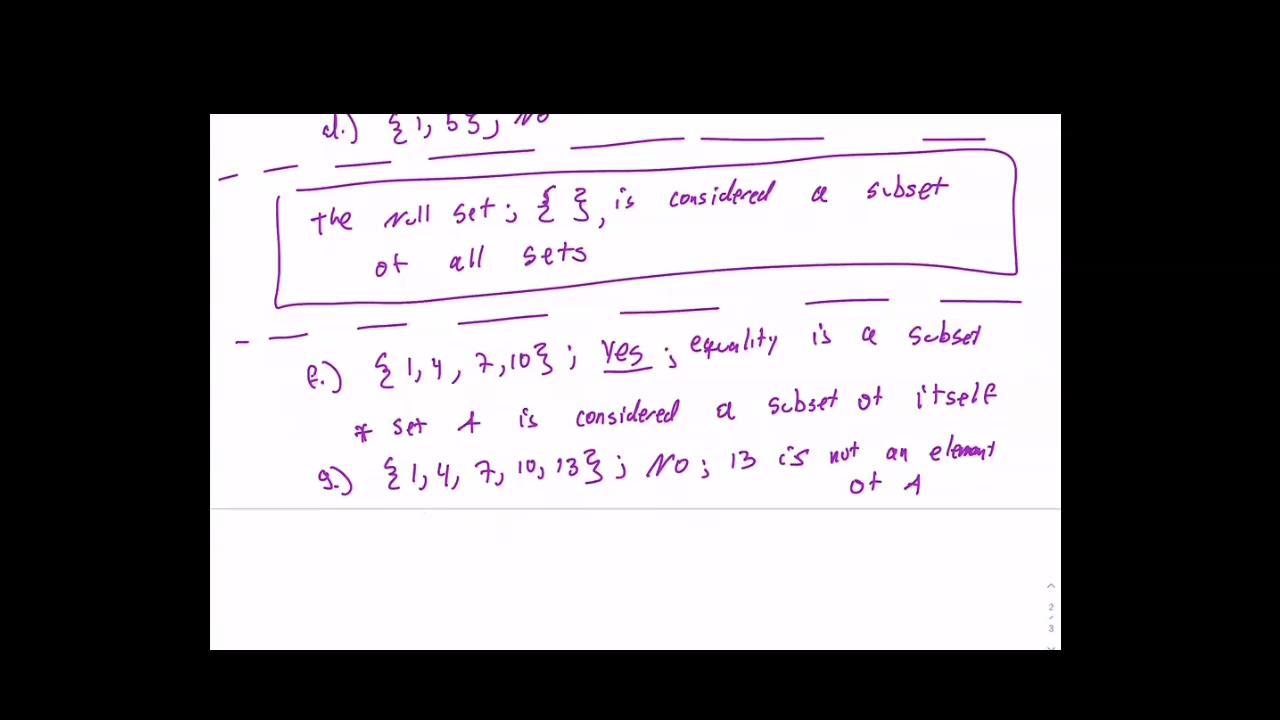 d.) {1, 5} ; No
the Null set ; { }, is considered a subset
of all sets
f.) {1, 4, 7, 10} ; Yes ; equality is a subset
* set A is considered a subset of itself
g.) {1, 4, 7, 10, 13} ; No ; 13 is not an element
of A
2
3